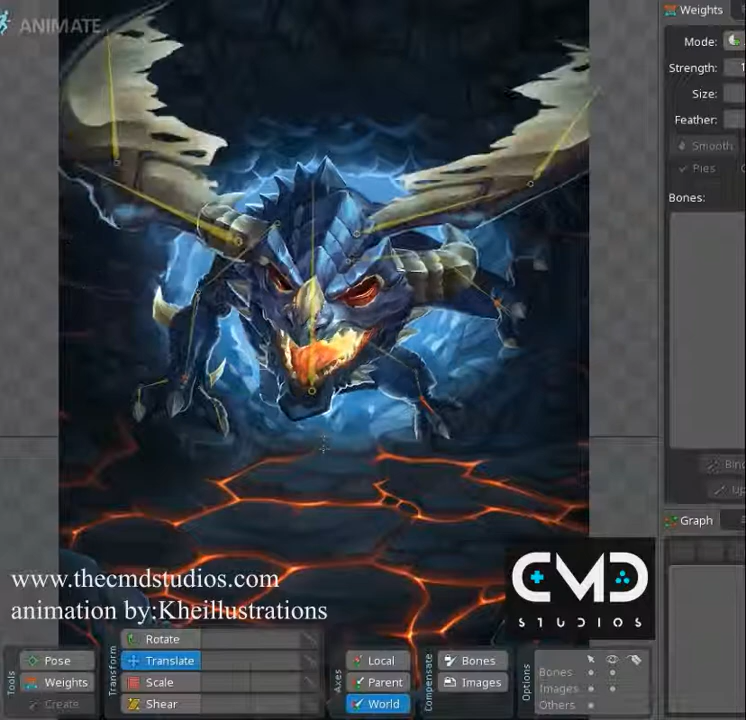 ANIMATE
Weights
Mode:
Strength: 1
Size:
Feather:
Smooth
Pies
Bones:
Graph
www.thecmdstudios.com
animation by:Kheillustrations
CMD
STUDIOS
Tools
Pose
Weights
Create
Transform
Rotate
Translate
Scale
Shear
Axes
Local
Parent
World
Compensate
Bones
Images
Options
Bones
Images
Others